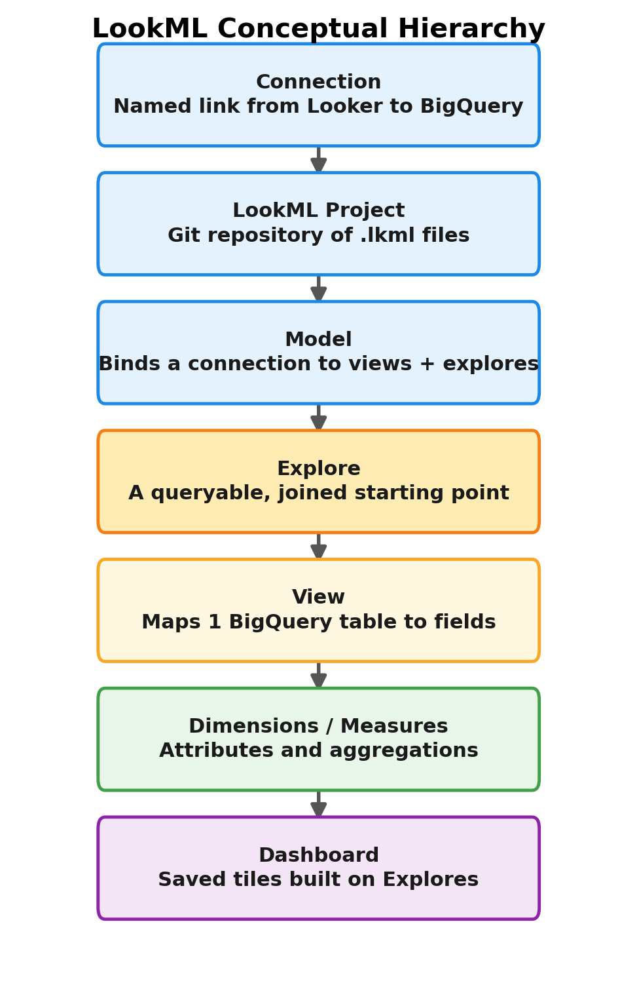 LookML Conceptual Hierarchy
Connection
Named link from Looker to BigQuery
LookML Project
Git repository of .lkml files
Model
Binds a connection to views + explores
Explore
A queryable, joined starting point
View
Maps 1 BigQuery table to fields
Dimensions / Measures
Attributes and aggregations
Dashboard
Saved tiles built on Explores